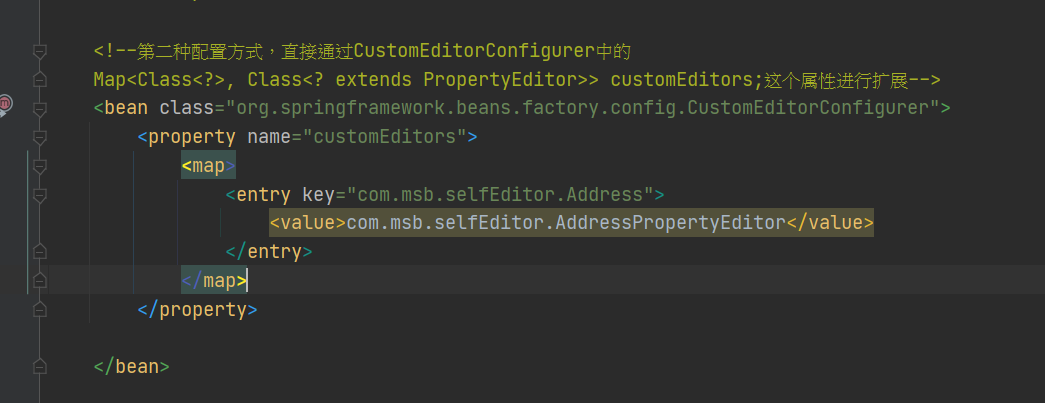 <!--第二种配置方式，直接通过CustomEditorConfigurer中的
Map<Class<?>, Class<? extends PropertyEditor>> customEditors;这个属性进行扩展-->
<bean class="org.springframework.beans.factory.config.CustomEditorConfigurer">
<property name="customEditors">
<map>
<entry key="com.msb.selfEditor.Address">
<value>com.msb.selfEditor.AddressPropertyEditor</value>
</entry>
</map>
</property>
</bean>